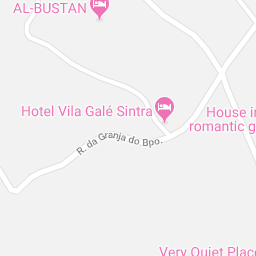 AL-BUSTAN
Hotel Vila Galé Sintra
House in
romantic g
R. da Granja do Bpo.
Very Quiet Place